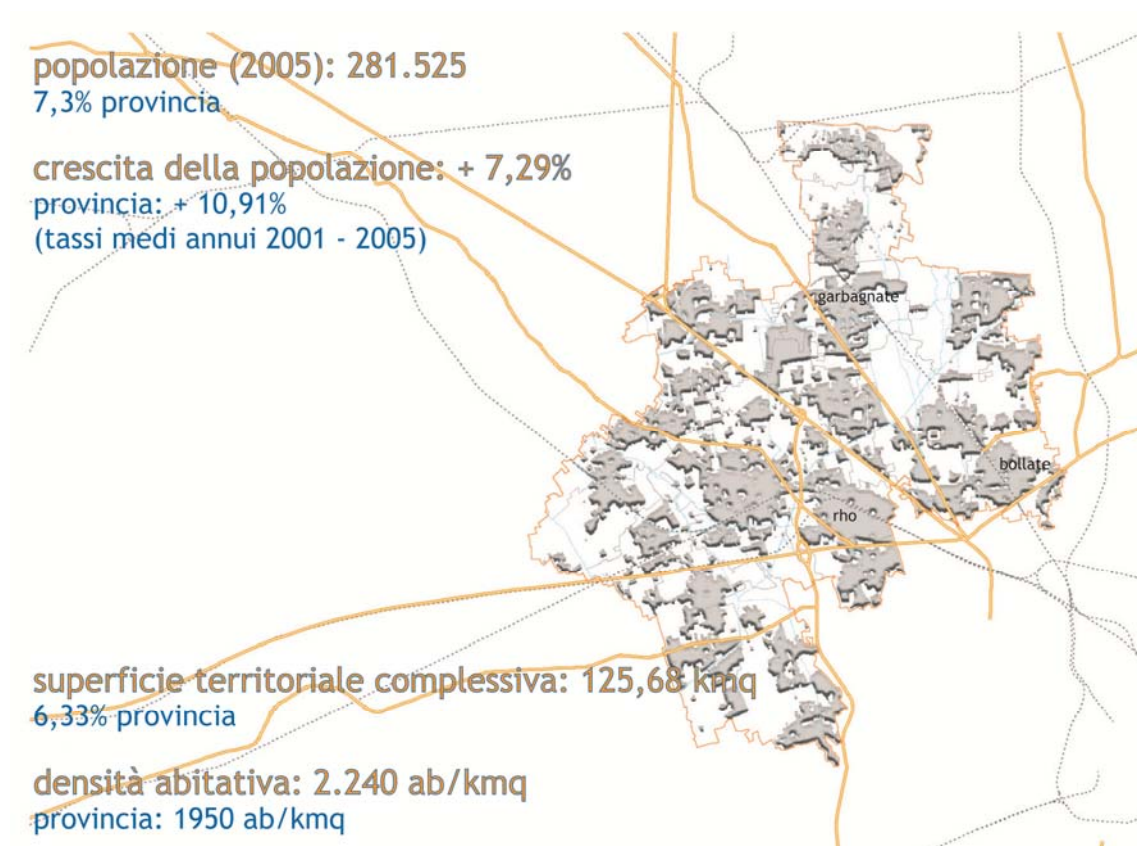 popolazione (2005): 281.525
7,3% provincia
crescita della popolazione: + 7,29%
provincia: + 10,91%
(tassi medi annui 2001 - 2005)
garbagnate
bollate
rho
superficie territoriale complessiva: 125,68 kmq
6,33% provincia
densità abitativa: 2.240 ab/kmq
provincia: 1950 ab/kmq